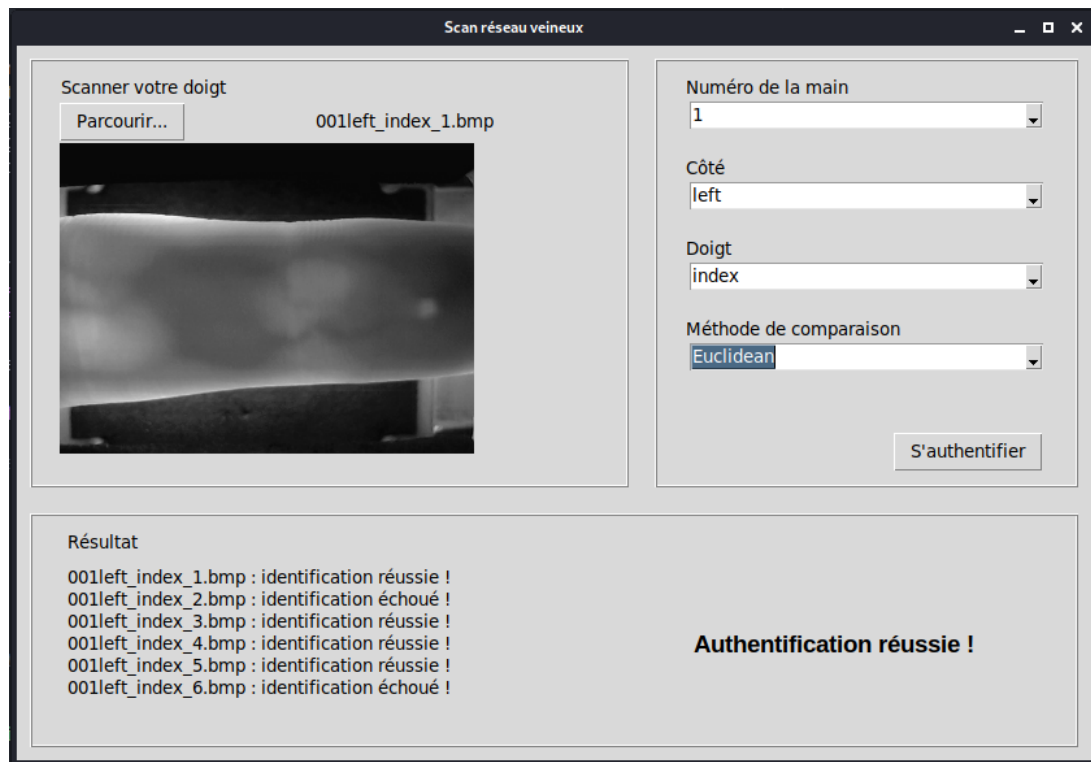 Scan réseau veineux
Scanner votre doigt
Parcourir...
001left_index_1.bmp
Numéro de la main
1
Côté
left
Doigt
index
Méthode de comparaison
Euclidean
S'authentifier
Résultat
001left_index_1.bmp : identification réussie !
001left_index_2.bmp : identification échoué !
001left_index_3.bmp : identification réussie !
001left_index_4.bmp : identification réussie !
001left_index_5.bmp : identification réussie !
001left_index_6.bmp : identification échoué !
Authentification réussie !